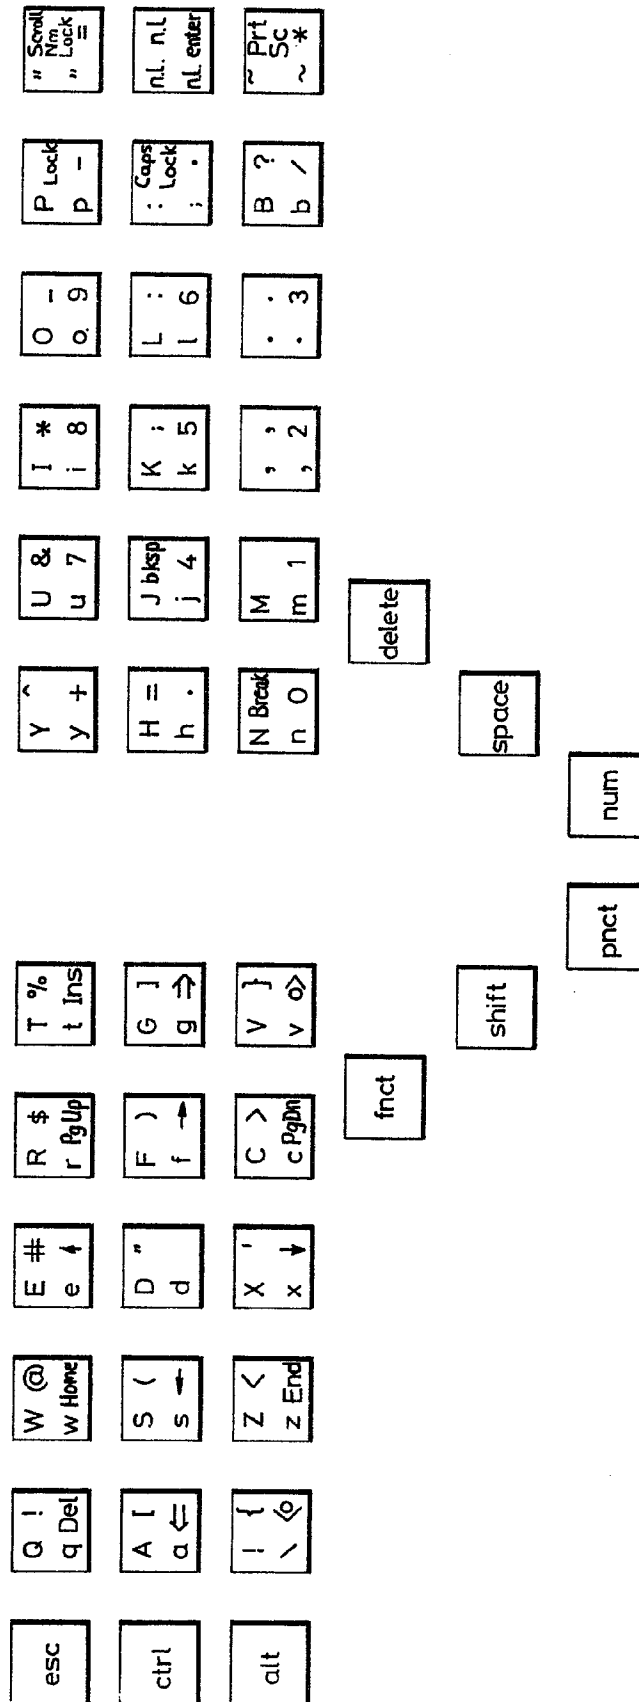 esc
Q !
q Del
W @
w Home
E #
e ↑
R $
r PgUp
T %
t Ins
Y ^
y +
U &
u 7
I *
i 8
O -
o. 9
P Lock
p -
" Scroll
Nm
Lock
" =
ctrl
A [
a ⇐
S (
s ←
D "
d
F )
f →
G ]
g ⇒
H =
h .
J bksp
j 4
K ;
k 5
L :
l 6
: Caps
Lock
; .
n.l. n.l
n.l. enter
alt
! {
\
Z <
z End
X '
x ↓
C >
c PgDn
V }
v
N Break
n 0
M
m 1
, ,
, 2
. .
. 3
B ?
b /
~ Prt
Sc
~ *
fnct
delete
shift
space
pnct
num